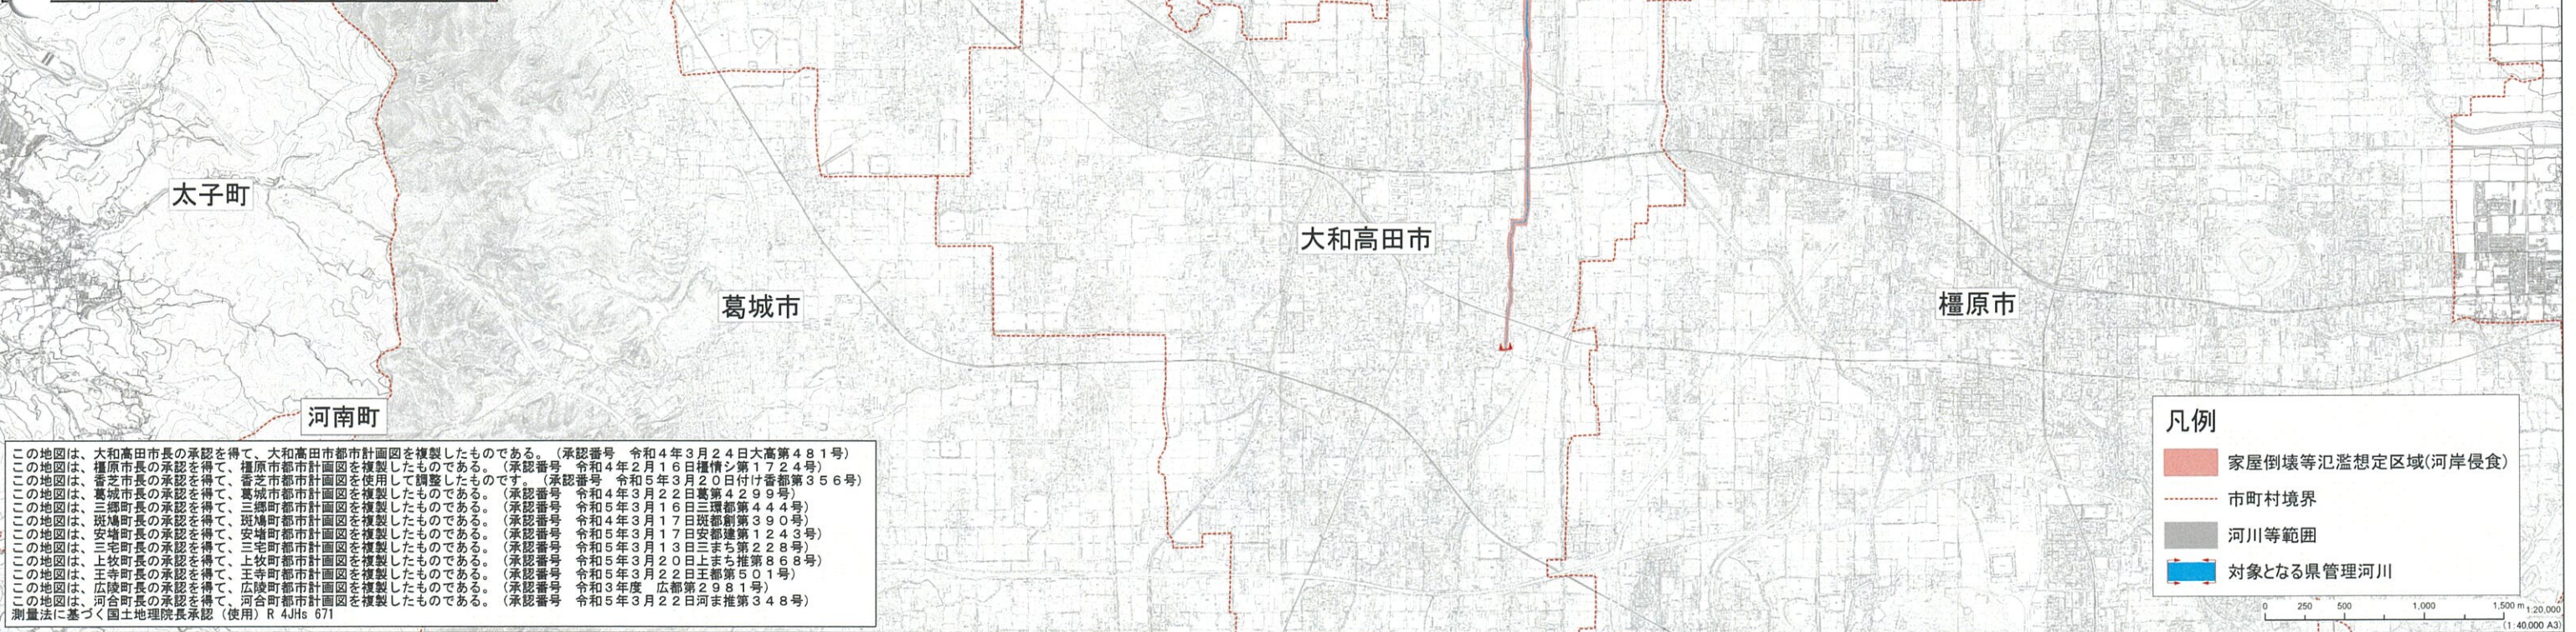 太子町
大和高田市
葛城市
橿原市
河南町
この地図は、大和高田市長の承認を得て、大和高田市都市計画図を複製したものである。（承認番号　令和４年３月２４日大高第４８１号）
この地図は、橿原市長の承認を得て、橿原市都市計画図を複製したものである。（承認番号　令和４年２月１６日橿情シ第１７２４号）
この地図は、香芝市長の承認を得て、香芝市都市計画図を使用して調整したものです。（承認番号　令和５年３月２０日付け香都第３５６号）
この地図は、葛城市長の承認を得て、葛城市都市計画図を複製したものである。（承認番号　令和４年３月２２日葛第４２９９号）
この地図は、三郷町長の承認を得て、三郷町都市計画図を複製したものである。（承認番号　令和５年３月１６日三環都第４４４号）
この地図は、斑鳩町長の承認を得て、斑鳩町都市計画図を複製したものである。（承認番号　令和４年３月１７日斑都創第３９０号）
この地図は、安堵町長の承認を得て、安堵町都市計画図を複製したものである。（承認番号　令和５年３月１７日安都建第１２４３号）
この地図は、三宅町長の承認を得て、三宅町都市計画図を複製したものである。（承認番号　令和５年３月１３日三まち第２２８号）
この地図は、上牧町長の承認を得て、上牧町都市計画図を複製したものである。（承認番号　令和５年３月２０日上まち推第８６８号）
この地図は、王寺町長の承認を得て、王寺町都市計画図を複製したものである。（承認番号　令和５年３月２２日王都第５０１号）
この地図は、広陵町長の承認を得て、広陵町都市計画図を複製したものである。（承認番号　令和３年度　広都第２９８１号）
この地図は、河合町長の承認を得て、河合町都市計画図を複製したものである。（承認番号　令和５年３月２２日河ま推第３４８号）
測量法に基づく国土地理院長承認（使用）R 4JHs 671
凡例
家屋倒壊等氾濫想定区域(河岸侵食)
市町村境界
河川等範囲
対象となる県管理河川
0 250 500 1,000 1,500 m 1:20,000
(1:40,000 A3)